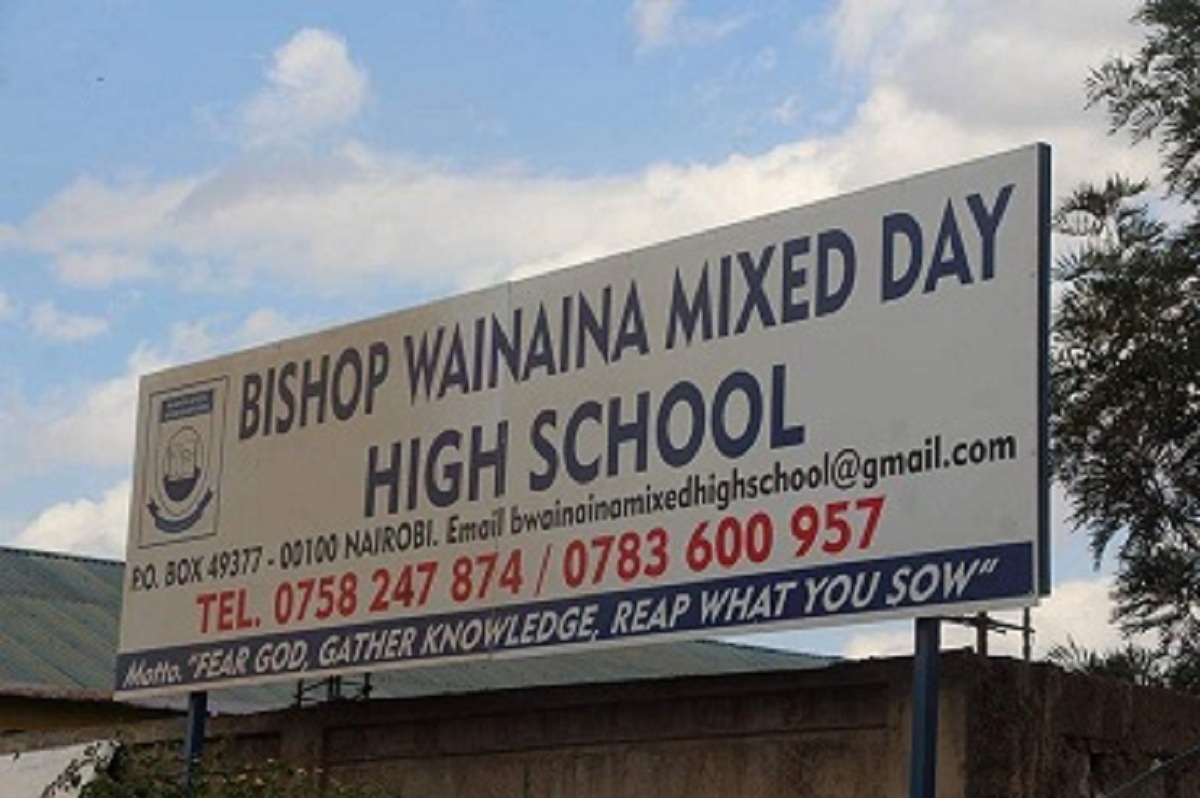 BISHOP WAINAINA MIXED DAY
HIGH SCHOOL
P.O. BOX 49377 - 00100 NAIROBI. Email bwainainamixedhighschool@gmail.com
TEL. 0758 247 874 / 0783 600 957
Motto. "FEAR GOD, GATHER KNOWLEDGE, REAP WHAT YOU SOW"